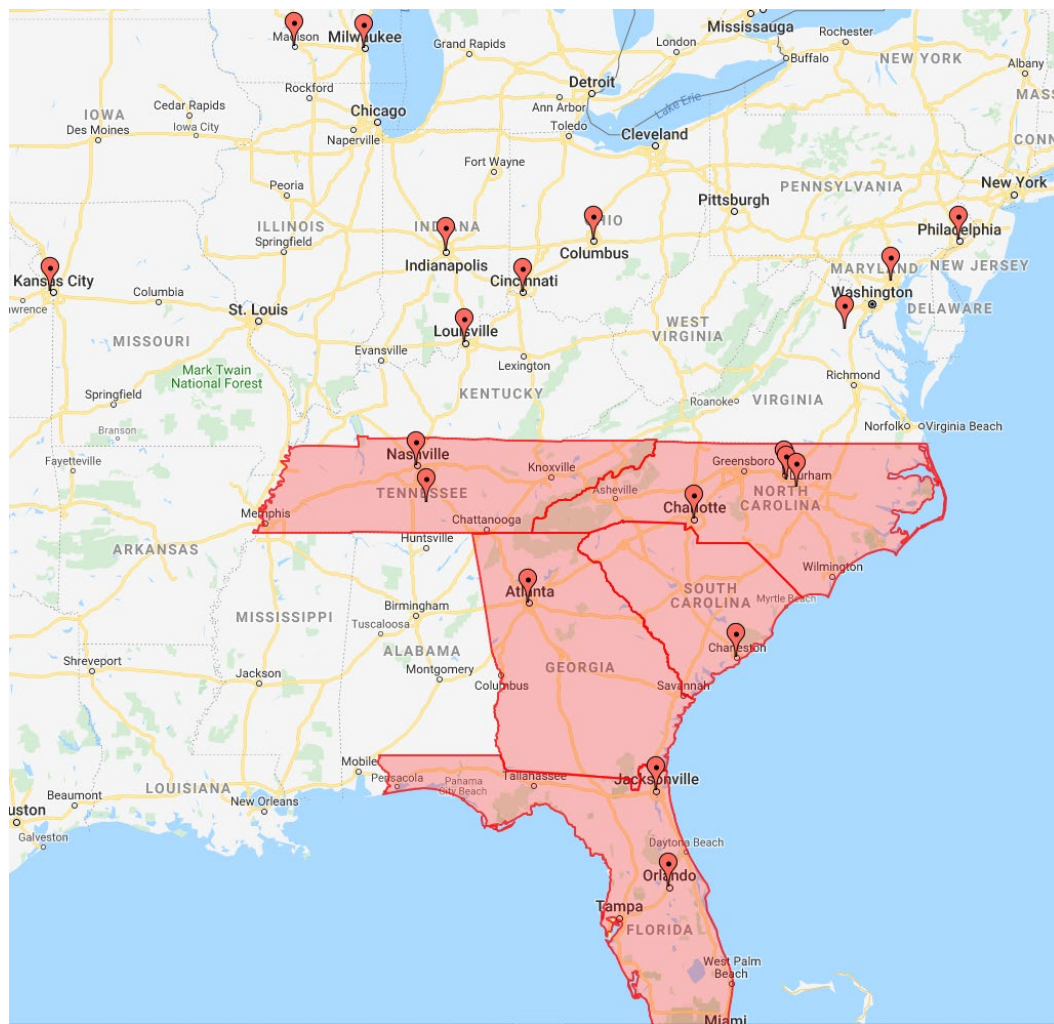 Mississauga
Rochester
Madison
Milwaukee
Grand Rapids
London
Buffalo
NEW YORK
Albany
Detroit
MASS
Rockford
Ann Arbor
Lake Erie
IOWA
Cedar Rapids
Chicago
Toledo
Cleveland
Des Moines
Iowa City
Naperville
CONN
Fort Wayne
Peoria
PENNSYLVANIA
New York
Pittsburgh
ILLINOIS
INDIANA
OHIO
Philadelphia
Springfield
Columbus
Indianapolis
MARYLAND
NEW JERSEY
Kansas City
Cincinnati
Washington
Columbia
wrence
St. Louis
DELAWARE
WEST
VIRGINIA
Louisville
MISSOURI
Evansville
Lexington
Mark Twain
National Forest
Richmond
Springfield
KENTUCKY
Roanoke
VIRGINIA
Branson
Norfolk
Virginia Beach
Nashville
Fayetteville
Knoxville
Greensboro
Durham
TENNESSEE
Asheville
NORTH
CAROLINA
Charlotte
Memphis
Chattanooga
Huntsville
ARKANSAS
Wilmington
Atlanta
SOUTH
CAROLINA
Myrtle Beach
Birmingham
MISSISSIPPI
Tuscaloosa
ALABAMA
Charleston
Shreveport
Jackson
Montgomery
GEORGIA
Columbus
Savannah
Mobile
Jacksonville
Pensacola
Panama
City Beach
Tallahassee
LOUISIANA
Beaumont
New Orleans
uston
Galveston
Daytona Beach
Orlando
Tampa
FLORIDA
West Palm
Beach
Miami